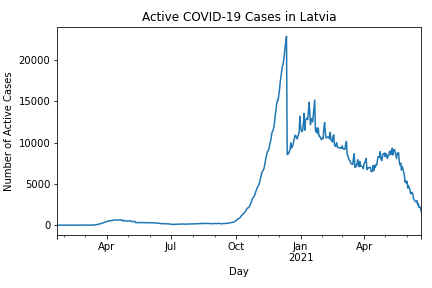 Active COVID-19 Cases in Latvia
Number of Active Cases
20000
15000
10000
5000
0
Apr Jul Oct Jan Apr
2021
Day